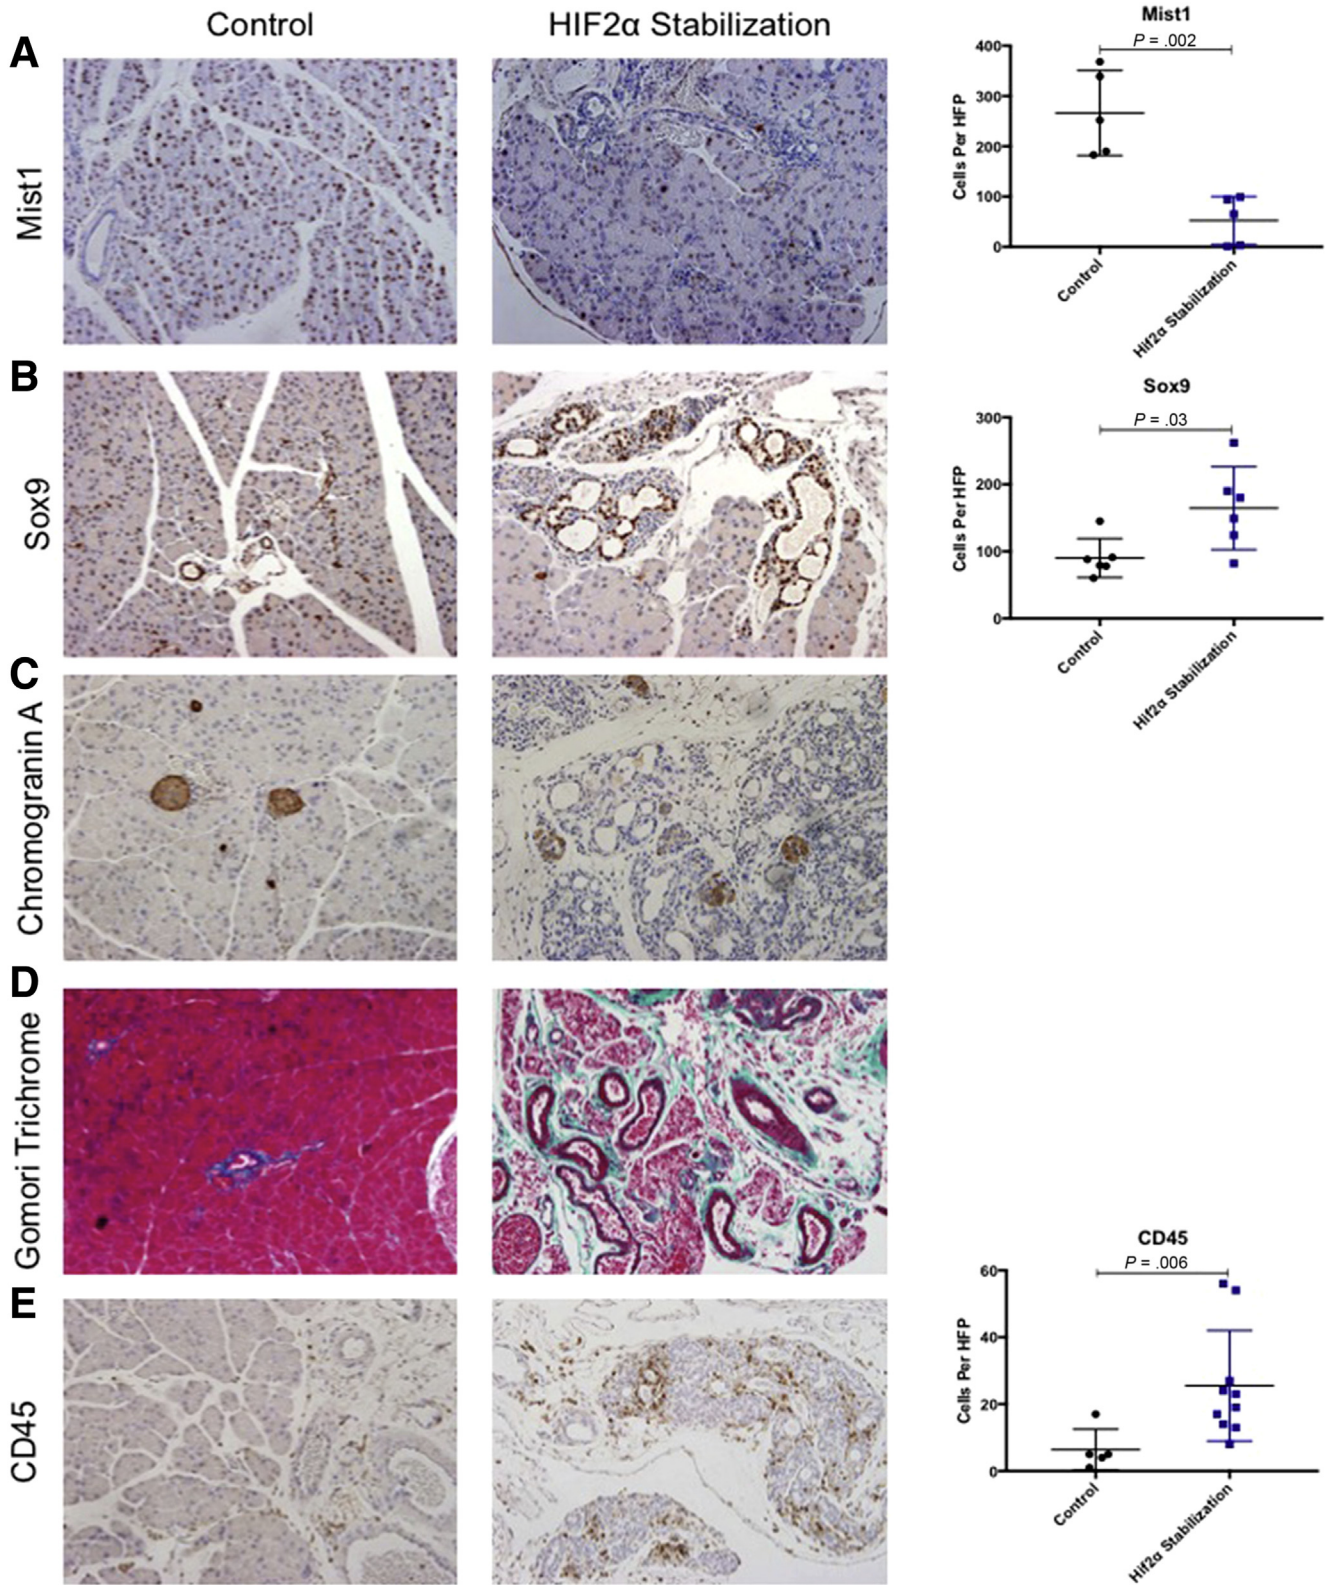 Control
HIF2α Stabilization
A
Mist1
Mist1
P = .002
Cells Per HFP
400
300
200
100
0
Control
Hif2α Stabilization
B
Sox9
Sox9
P = .03
Cells Per HFP
300
200
100
0
Control
Hif2α Stabilization
C
Chromogranin A
D
Gomori Trichrome
E
CD45
CD45
P = .006
Cells Per HFP
60
40
20
0
Control
Hif2α Stabilization